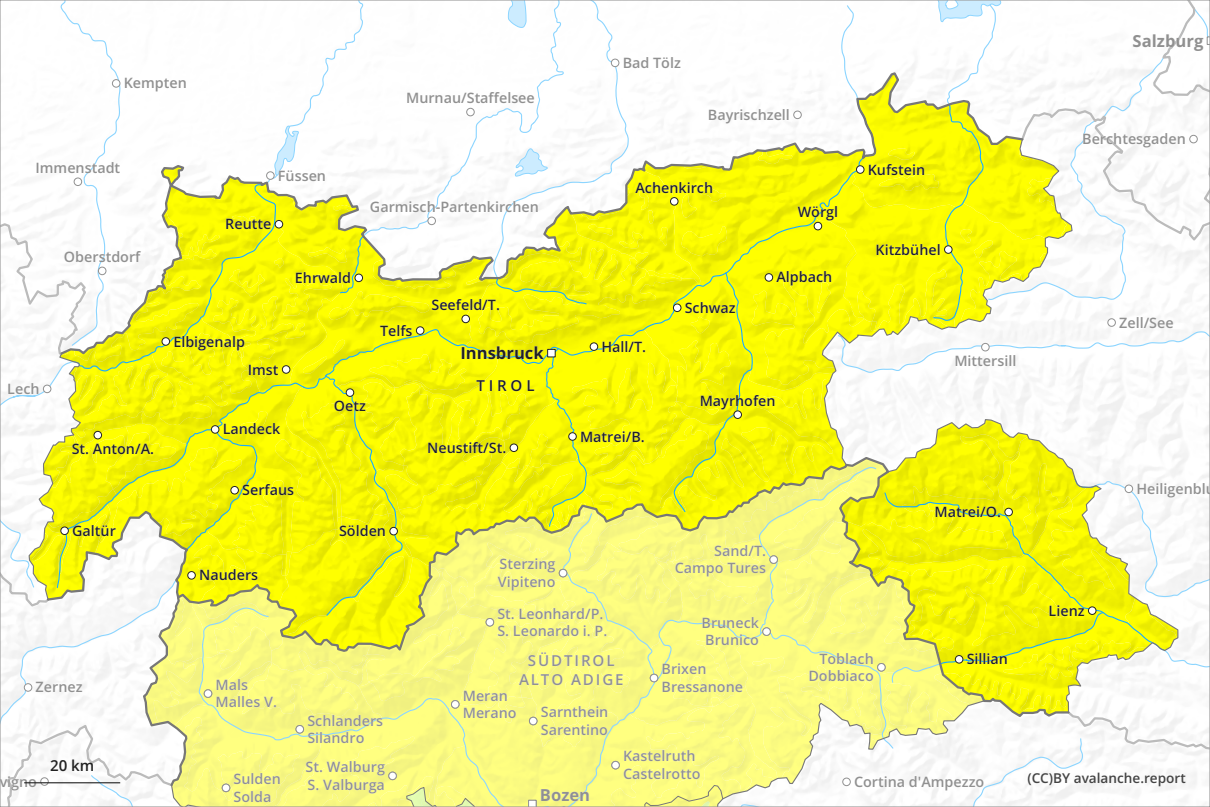 Salzburg
Bad Tölz
Kempten
Murnau/Staffelsee
Bayrischzell
Berchtesgaden
Immenstadt
Füssen
Kufstein
Achenkirch
Garmisch-Partenkirchen
Wörgl
Reutte
Kitzbühel
Oberstdorf
Ehrwald
Alpbach
Seefeld/T.
Schwaz
Telfs
Zell/See
Elbigenalp
Innsbruck
Hall/T.
Mittersill
Imst
TIROL
Lech
Oetz
Mayrhofen
Landeck
Matrei/B.
St. Anton/A.
Neustift/St.
Serfaus
Heiligenblu
Matrei/O.
Galtür
Sölden
Sand/T.
Campo Tures
Sterzing
Vipiteno
Nauders
Lienz
St. Leonhard/P.
S. Leonardo i. P.
Bruneck
Brunico
SÜDTIROL
ALTO ADIGE
Toblach
Dobbiaco
Sillian
Brixen
Bressanone
Zernez
Mals
Malles V.
Meran
Merano
Sarnthein
Sarentino
Schlanders
Silandro
Kastelruth
Castelrotto
20 km
St. Walburg
S. Valburga
vigno
Sulden
Solda
Cortina d'Ampezzo
(CC)BY avalanche.report
Bozen